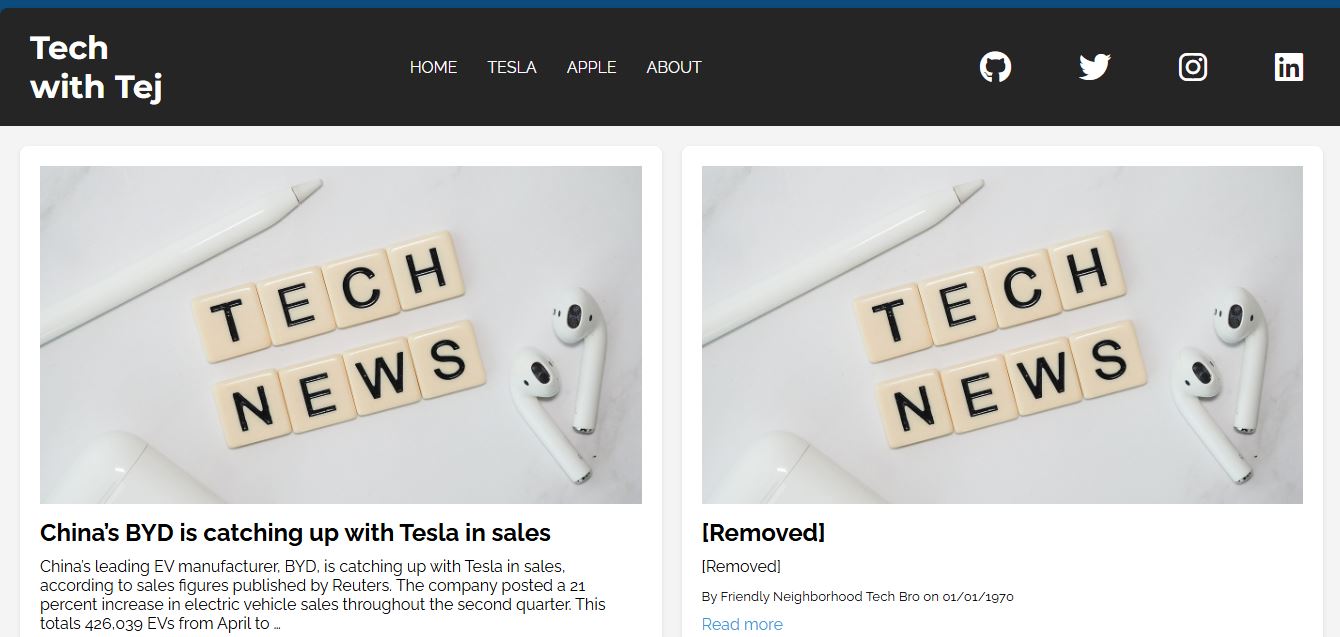 Tech
with Tej
HOME TESLA APPLE ABOUT
TECH
NEWS
China’s BYD is catching up with Tesla in sales
China’s leading EV manufacturer, BYD, is catching up with Tesla in sales,
according to sales figures published by Reuters. The company posted a 21
percent increase in electric vehicle sales throughout the second quarter. This
totals 426,039 EVs from April to …
TECH
NEWS
[Removed]
[Removed]
By Friendly Neighborhood Tech Bro on 01/01/1970
Read more